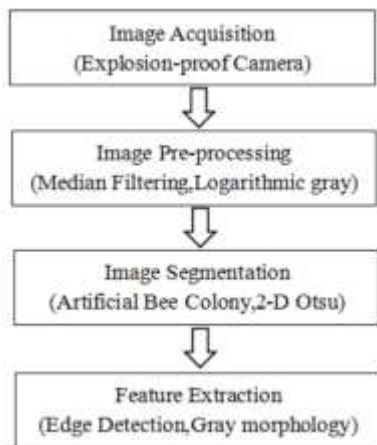 Image Acquisition
(Explosion-proof Camera)
Image Pre-processing
(Median Filtering,Logarithmic gray)
Image Segmentation
(Artificial Bee Colony,2-D Otsu)
Feature Extraction
(Edge Detection,Gray morphology)